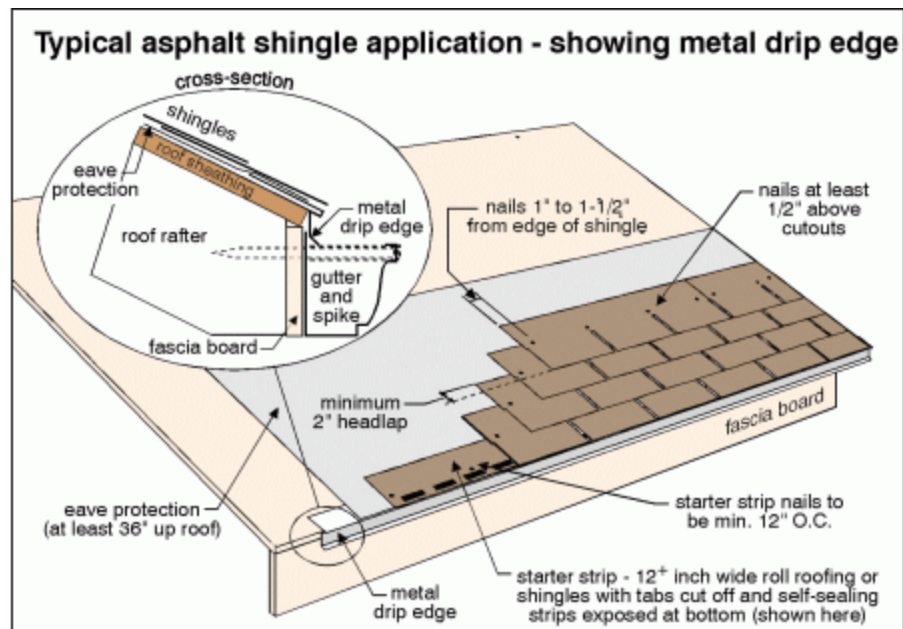 Typical asphalt shingle application - showing metal drip edge
cross-section
shingles
roof sheathing
eave
protection
roof rafter
metal
drip edge
gutter
and
spike
fascia board
nails 1" to 1-1/2"
from edge of shingle
nails at least
1/2" above
cutouts
minimum
2" headlap
fascia board
eave protection
(at least 36" up roof)
starter strip nails to
be min. 12" O.C.
metal
drip edge
starter strip - 12+ inch wide roll roofing or
shingles with tabs cut off and self-sealing
strips exposed at bottom (shown here)